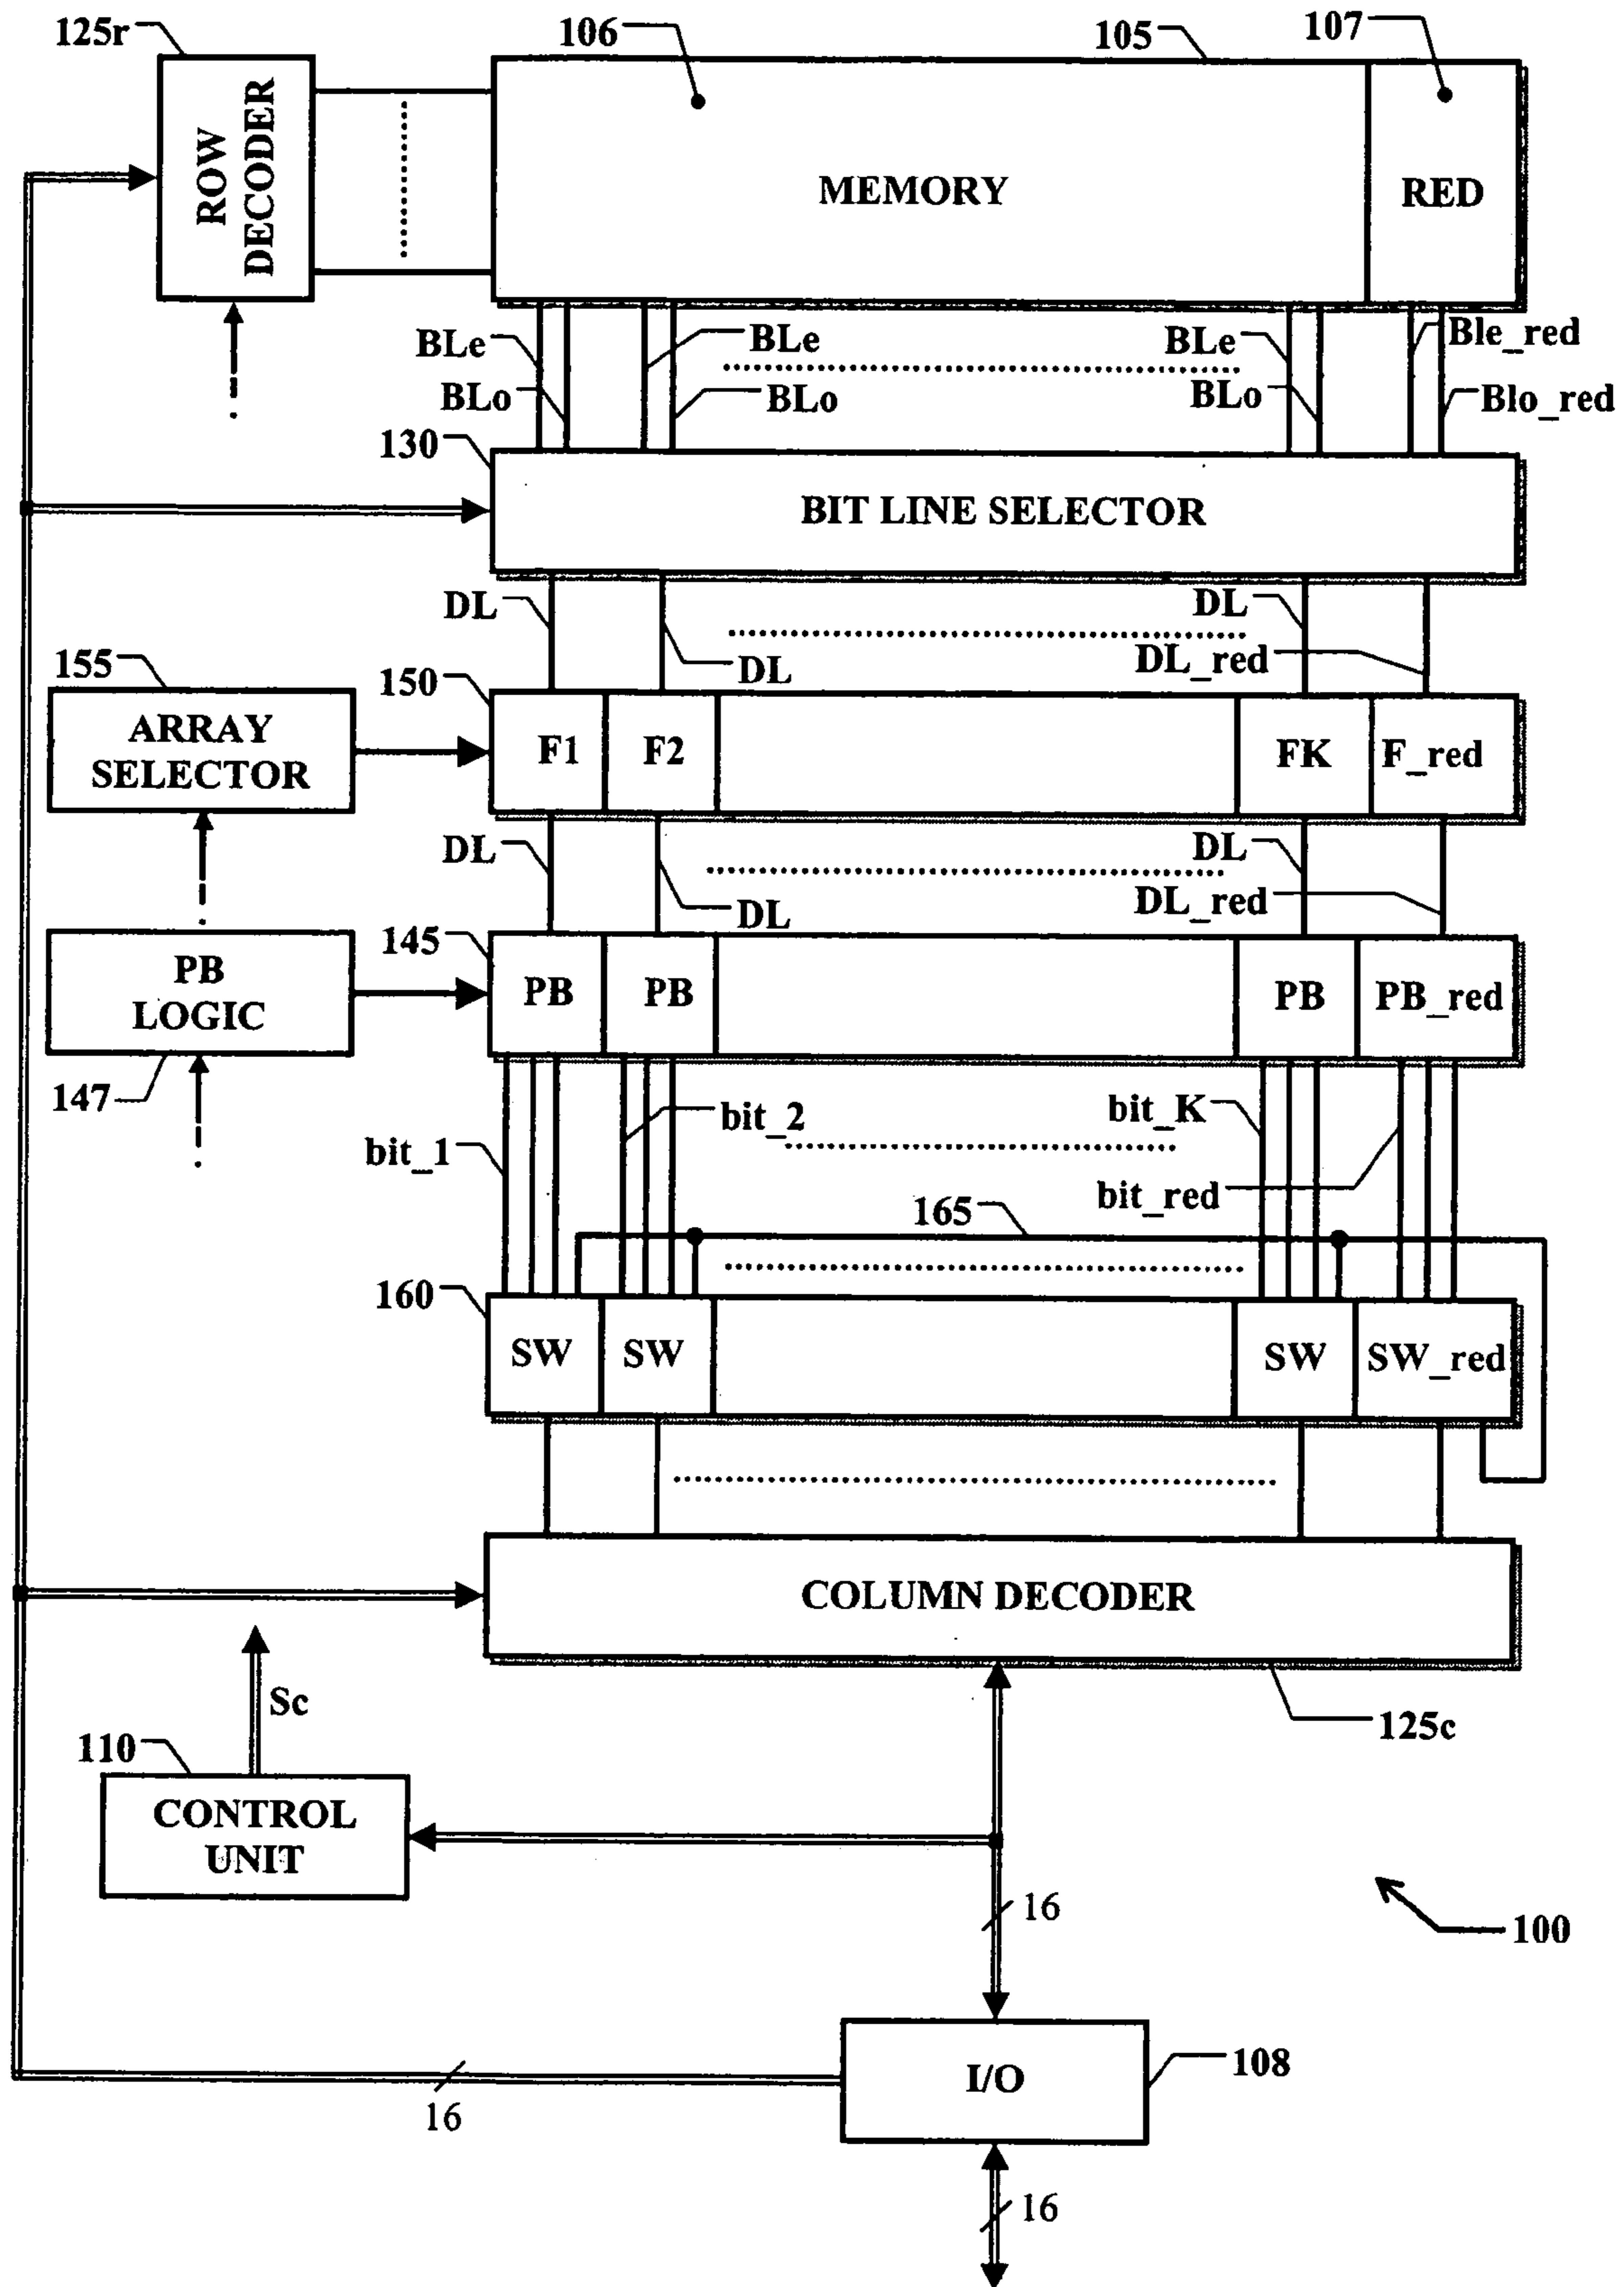 125r
106
105
107
ROW
DECODER
MEMORY
RED
BLe
BLe
BLe
Ble_red
BLo
BLo
BLo
Blo_red
130
BIT LINE SELECTOR
DL
DL
DL
DL_red
155
150
ARRAY
SELECTOR
F1
F2
FK
F_red
DL
DL
DL
DL_red
145
PB
LOGIC
PB
PB
PB
PB_red
147
bit_1
bit_2
bit_K
bit_red
165
160
SW
SW
SW
SW_red
COLUMN DECODER
Sc
125c
110
CONTROL
UNIT
16
100
I/O
108
16
16